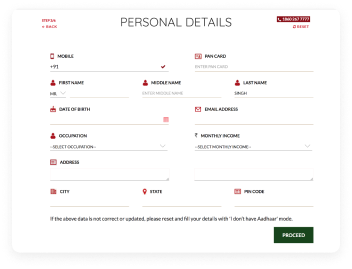 STEP 3/6
< BACK
PERSONAL DETAILS
1860 267 7777
RESET
MOBILE
PAN CARD
+91
ENTER PAN CARD
FIRST NAME
MIDDLE NAME
LAST NAME
MR.
ENTER MIDDLE NAME
SINGH
DATE OF BIRTH
EMAIL ADDRESS
OCCUPATION
₹ MONTHLY INCOME
--SELECT OCCUPATION--
--SELECT MONTHLY INCOME--
ADDRESS
CITY
STATE
PIN CODE
If the above data is not correct or updated, please reset and fill your details with 'I don't have Aadhaar' mode.
PROCEED